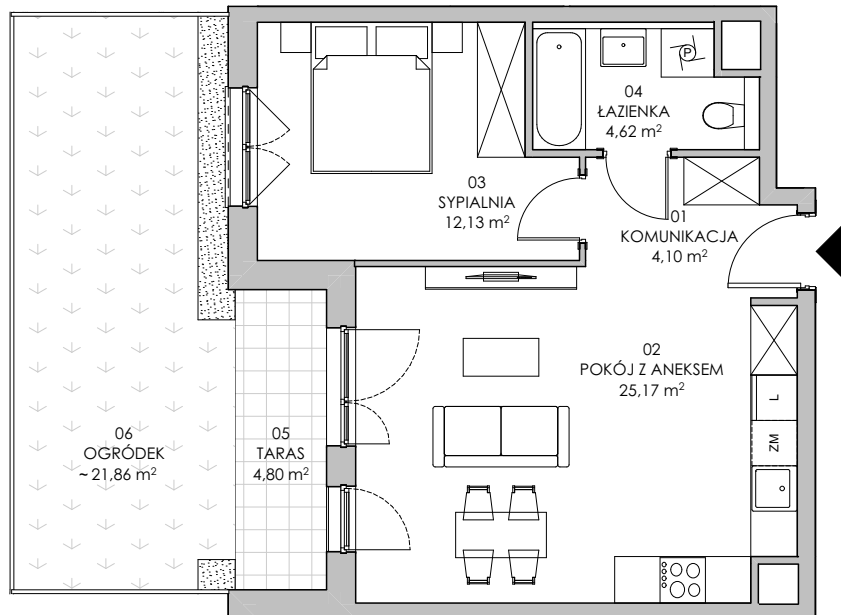 04
ŁAZIENKA
4,62 m²
P
03
SYPIALNIA
12,13 m²
01
KOMUNIKACJA
4,10 m²
02
POKÓJ Z ANEKSEM
25,17 m²
L
ZM
06
OGRÓDEK
~21,86 m²
05
TARAS
4,80 m²